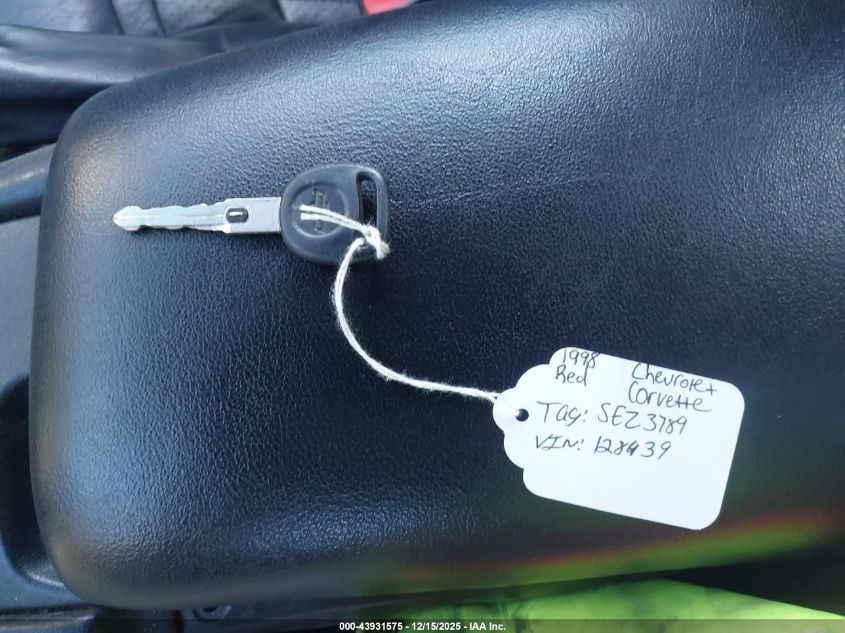 1998 Chevrolet
Red Corvette
Tag: SEZ3789
VIN: 128439
000-43931575 - 12/15/2025 - IAA Inc.